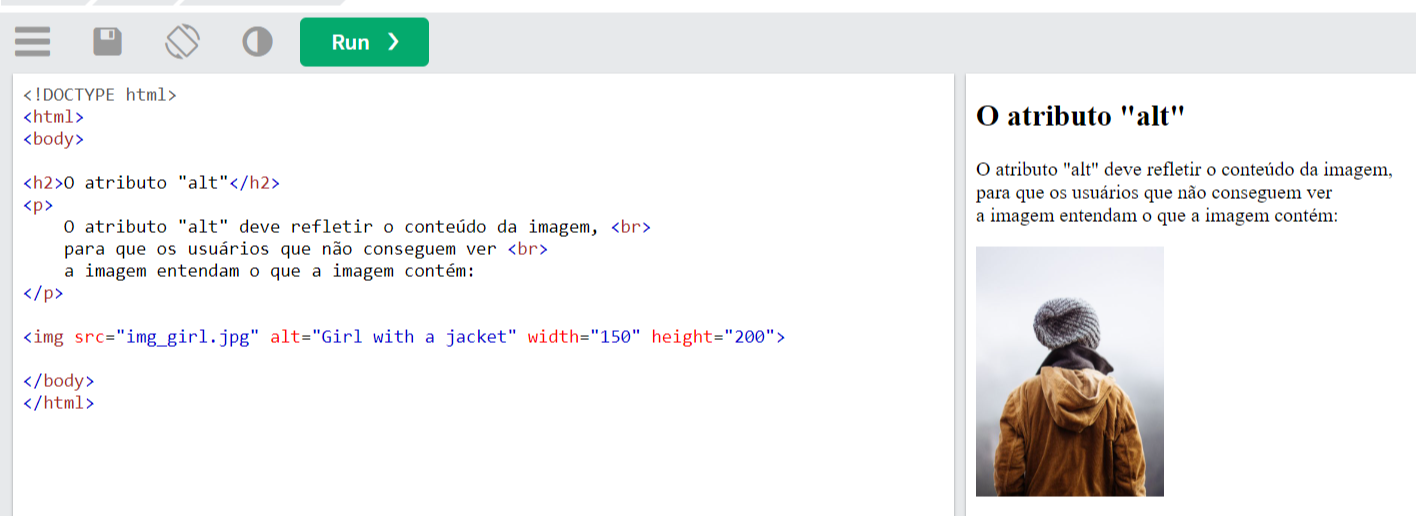 Run ❯
<!DOCTYPE html>
<html>
<body>
<h2>O atributo "alt"</h2>
<p>
O atributo "alt" deve refletir o conteúdo da imagem, <br>
para que os usuários que não conseguem ver <br>
a imagem entendam o que a imagem contém:
</p>
<img src="img_girl.jpg" alt="Girl with a jacket" width="150" height="200">
</body>
</html>
O atributo "alt"
O atributo "alt" deve refletir o conteúdo da imagem,
para que os usuários que não conseguem ver
a imagem entendam o que a imagem contém: